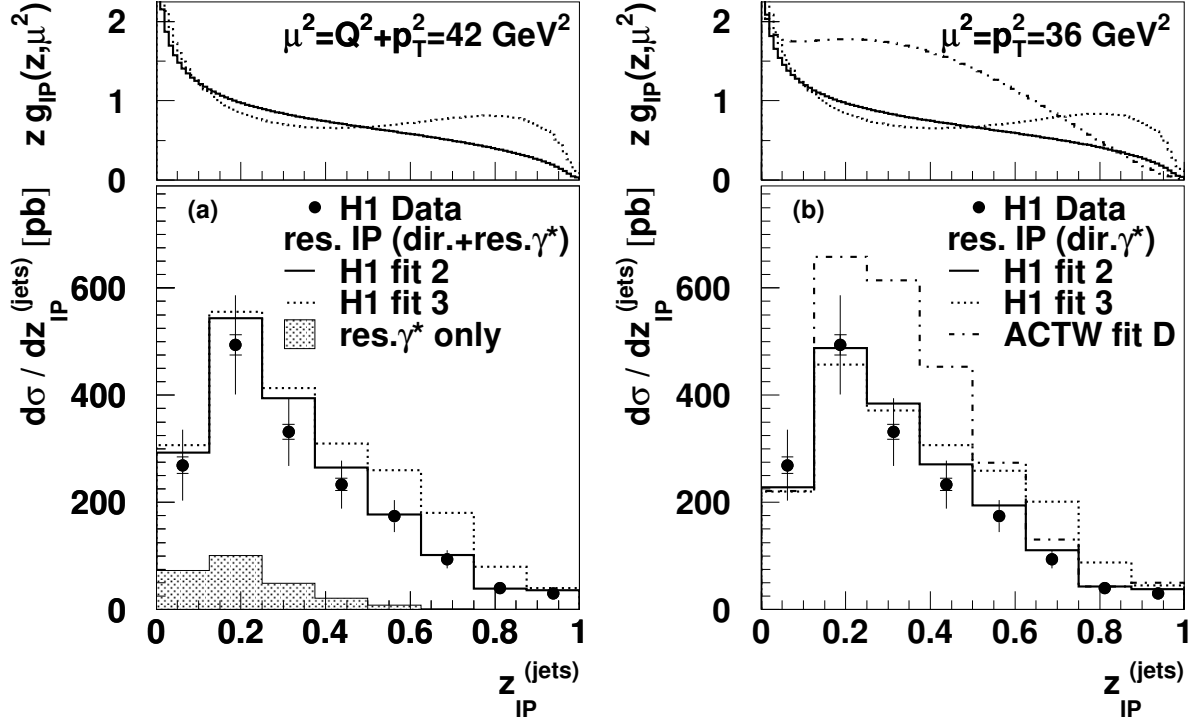 z g_IP(z,μ²)
2
1
0
μ²=Q²+p_T²=42 GeV²
dσ / dz_IP^(jets) [pb]
600
400
200
0
(a)
H1 Data
res. IP (dir.+res.γ*)
H1 fit 2
H1 fit 3
res.γ* only
0 0.2 0.4 0.6 0.8 1
z_IP^(jets)
z g_IP(z,μ²)
2
1
0
μ²=p_T²=36 GeV²
dσ / dz_IP^(jets) [pb]
600
400
200
0
(b)
H1 Data
res. IP (dir.γ*)
H1 fit 2
H1 fit 3
ACTW fit D
0 0.2 0.4 0.6 0.8 1
z_IP^(jets)